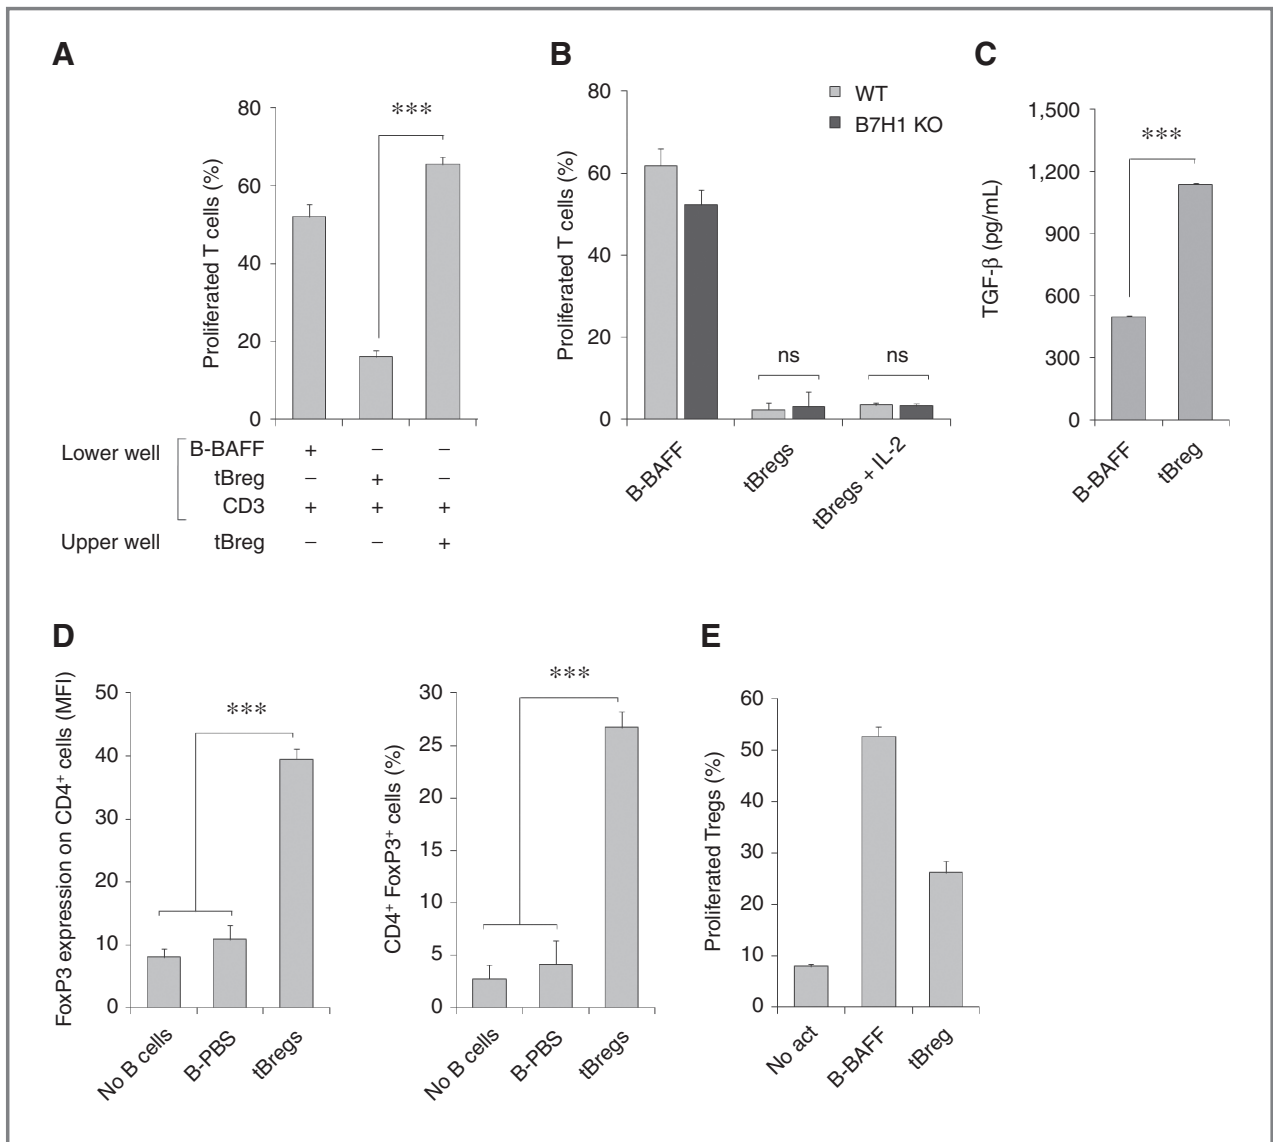 A
Proliferated T cells (%)
80
60
40
20
0
***
Lower well
B-BAFF + – –
tBreg – + –
CD3 + + +
Upper well tBreg – – +
B
Proliferated T cells (%)
80
60
40
20
0
WT
B7H1 KO
ns
ns
B-BAFF
tBregs
tBregs + IL-2
C
TGF-β (pg/mL)
1,500
1,200
900
600
300
0
***
B-BAFF
tBreg
D
FoxP3 expression on CD4⁺ cells (MFI)
50
40
30
20
10
0
***
No B cells
B-PBS
tBregs
CD4⁺ FoxP3⁺ cells (%)
30
25
20
15
10
5
0
***
No B cells
B-PBS
tBregs
E
Proliferated Tregs (%)
60
50
40
30
20
10
0
No act
B-BAFF
tBreg